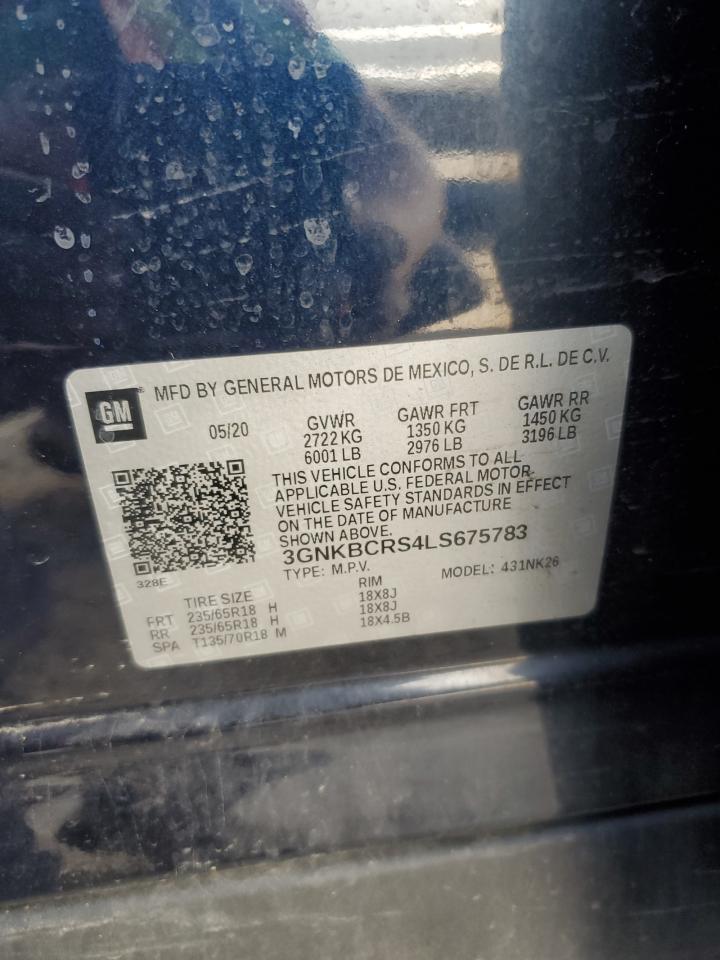 GM ® MFD BY GENERAL MOTORS DE MEXICO, S. DE R.L. DE C.V.
05/20
GVWR GAWR FRT GAWR RR
2722 KG 1350 KG 1450 KG
6001 LB 2976 LB 3196 LB
THIS VEHICLE CONFORMS TO ALL
APPLICABLE U.S. FEDERAL MOTOR
VEHICLE SAFETY STANDARDS IN EFFECT
ON THE DATE OF MANUFACTURE
SHOWN ABOVE.
3GNKBCRS4LS675783
TYPE: M.P.V. MODEL: 431NK26
328E
TIRE SIZE RIM
FRT 235/65R18 H 18X8J
RR 235/65R18 H 18X8J
SPA T135/70R18 M 18X4.5B